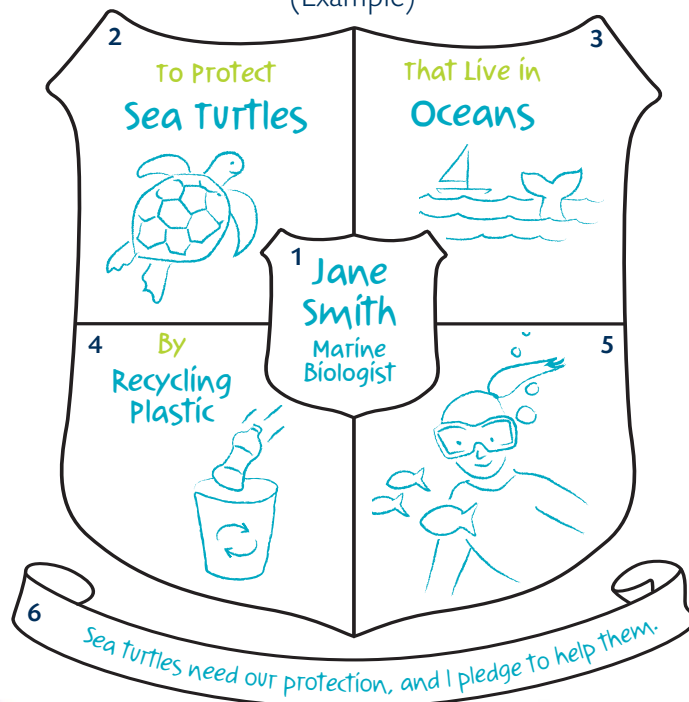 (Example)
1
Jane
Smith
Marine
Biologist
2
To Protect
Sea Turtles
3
That Live in
Oceans
4
By
Recycling
Plastic
5
6
Sea turtles need our protection, and I pledge to help them.